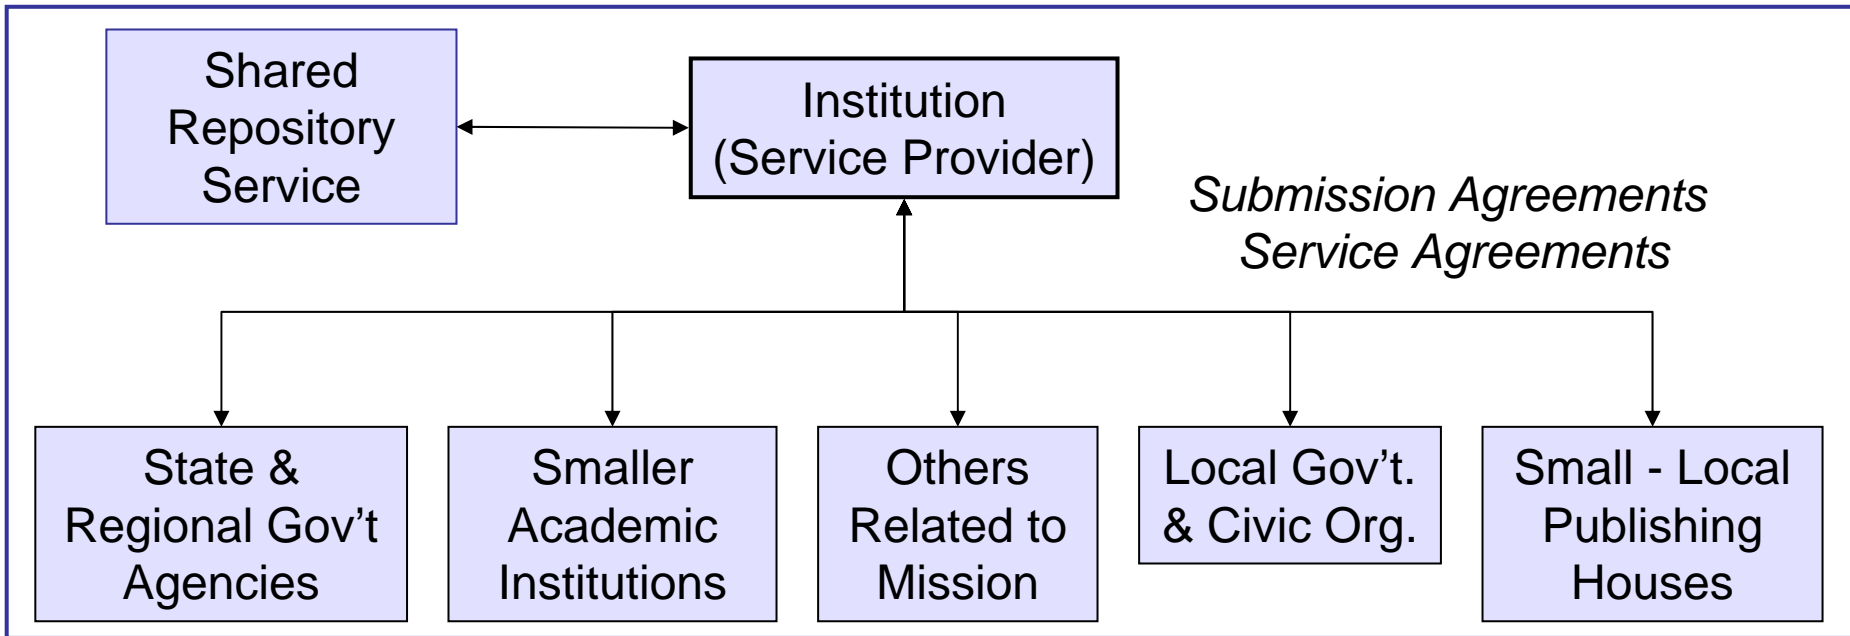 Shared
Repository
Service
Institution
(Service Provider)
Submission Agreements
Service Agreements
State &
Regional Gov't
Agencies
Smaller
Academic
Institutions
Others
Related to
Mission
Local Gov't.
& Civic Org.
Small - Local
Publishing
Houses